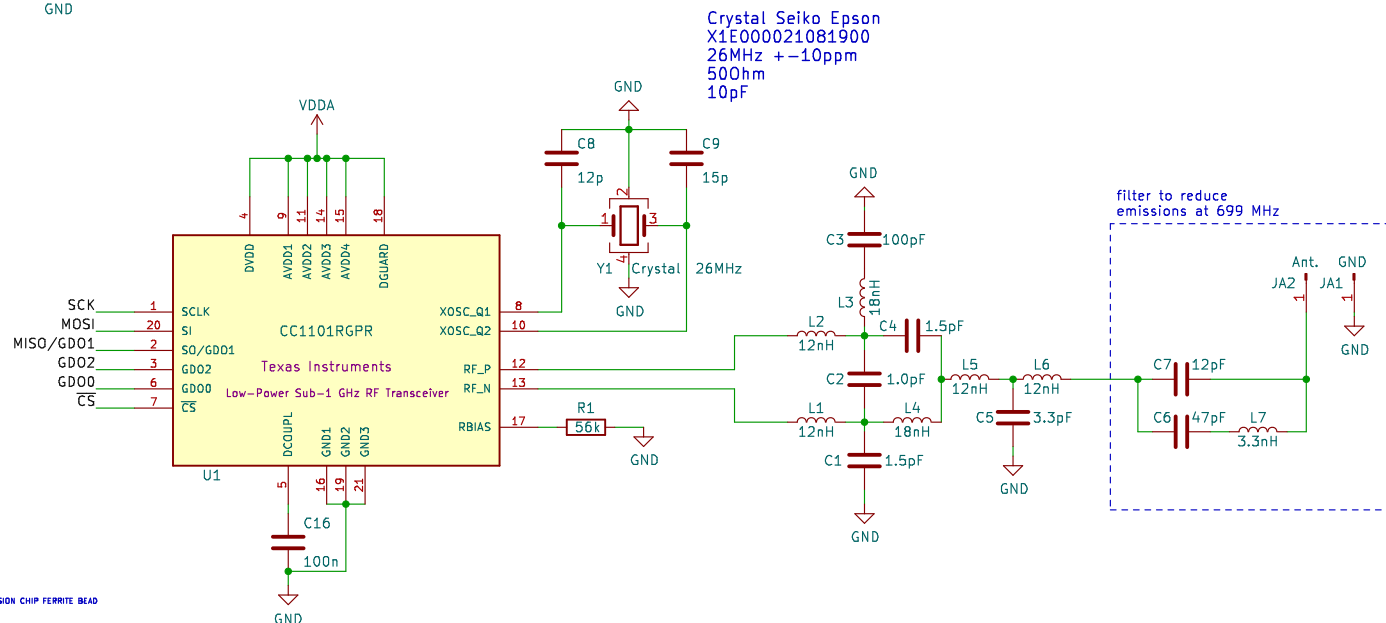 GND
Crystal Seiko Epson
X1E000021081900
26MHz +-10ppm
50Ohm
10pF
GND
VDDA
C8
C9
12p
15p
2
1
3
4
Y1
Crystal 26MHz
GND
4
9
11
14
15
18
DVDD
AVDD1
AVDD2
AVDD3
AVDD4
DGUARD
SCK
1
SCLK
MOSI
20
SI
MISO/GDO1
2
SO/GDO1
GDO2
3
GDO2
GDO0
6
GDO0
CS
7
CS
CC1101RGPR
Texas Instruments
Low-Power Sub-1 GHz RF Transceiver
XOSC_Q1
8
XOSC_Q2
10
RF_P
12
RF_N
13
RBIAS
17
R1
56k
GND
DCOUPL
GND1
GND2
GND3
U1
5
16
19
21
C16
100n
GND
GND
C3
100pF
L3
18nH
L2
12nH
C4
1.5pF
C2
1.0pF
L1
12nH
L4
18nH
C1
1.5pF
GND
L5
12nH
L6
12nH
C5
3.3pF
GND
filter to reduce
emissions at 699 MHz
Ant.
GND
JA2
JA1
1
1
GND
C7
12pF
C6
47pF
L7
3.3nH
SION CHIP FERRITE BEAD